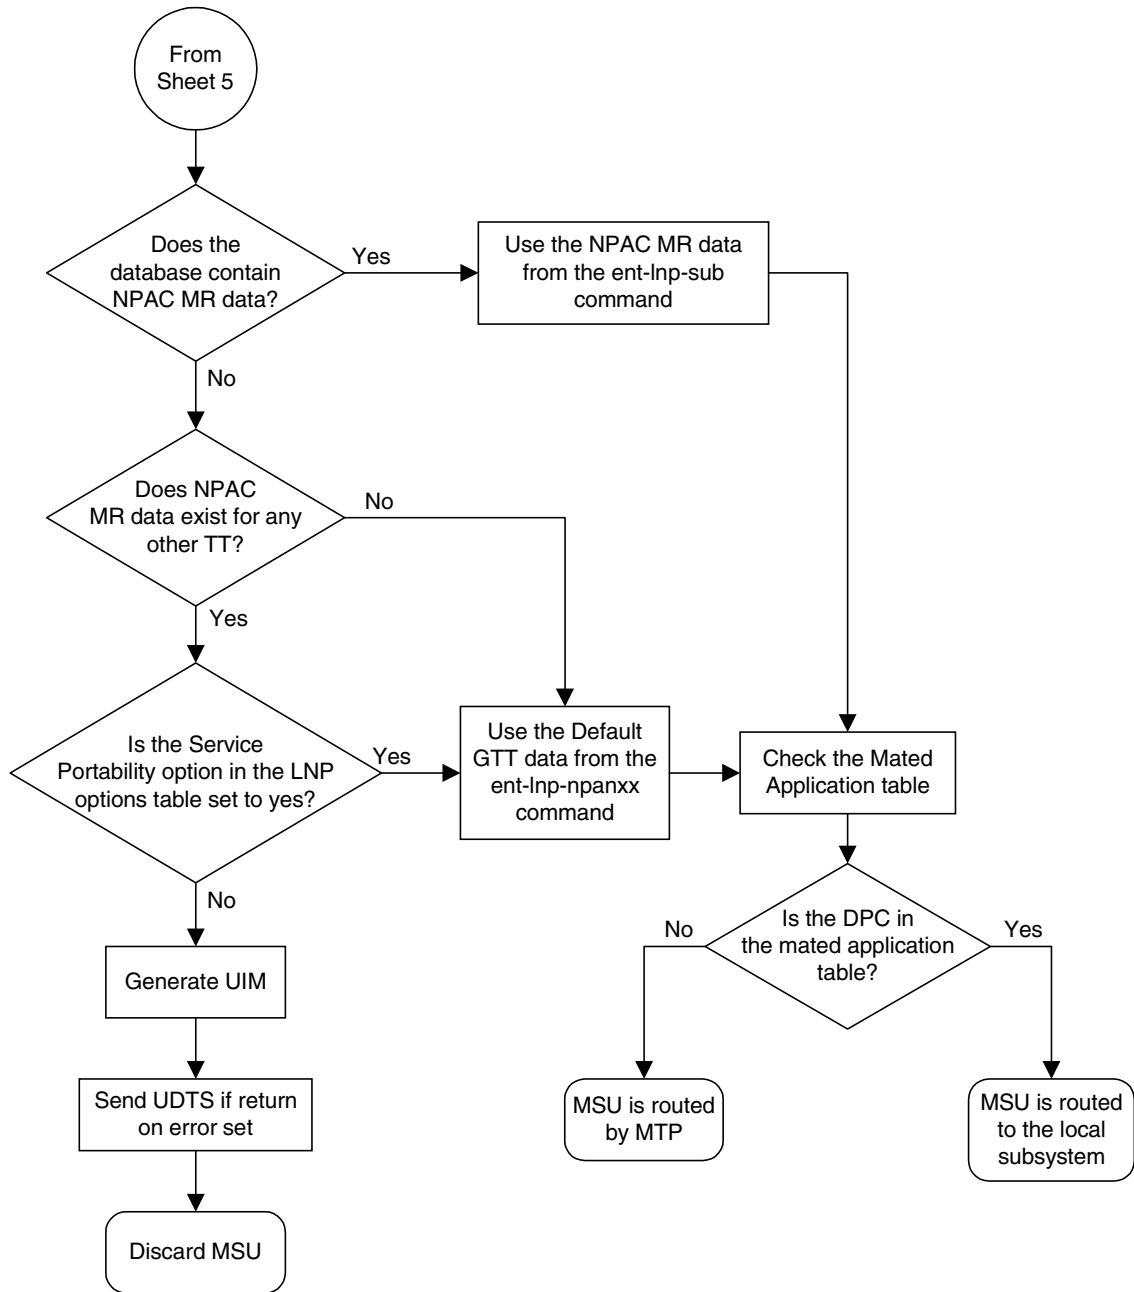 From
Sheet 5
Does the
database contain
NPAC MR data?
Yes
Use the NPAC MR data
from the ent-lnp-sub
command
No
Does NPAC
MR data exist for any
other TT?
No
Yes
Is the Service
Portability option in the LNP
options table set to yes?
Yes
Use the Default
GTT data from the
ent-lnp-npanxx
command
Check the Mated
Application table
No
Generate UIM
Send UDTS if return
on error set
Discard MSU
Is the DPC in
the mated application
table?
No
Yes
MSU is routed
by MTP
MSU is routed
to the local
subsystem